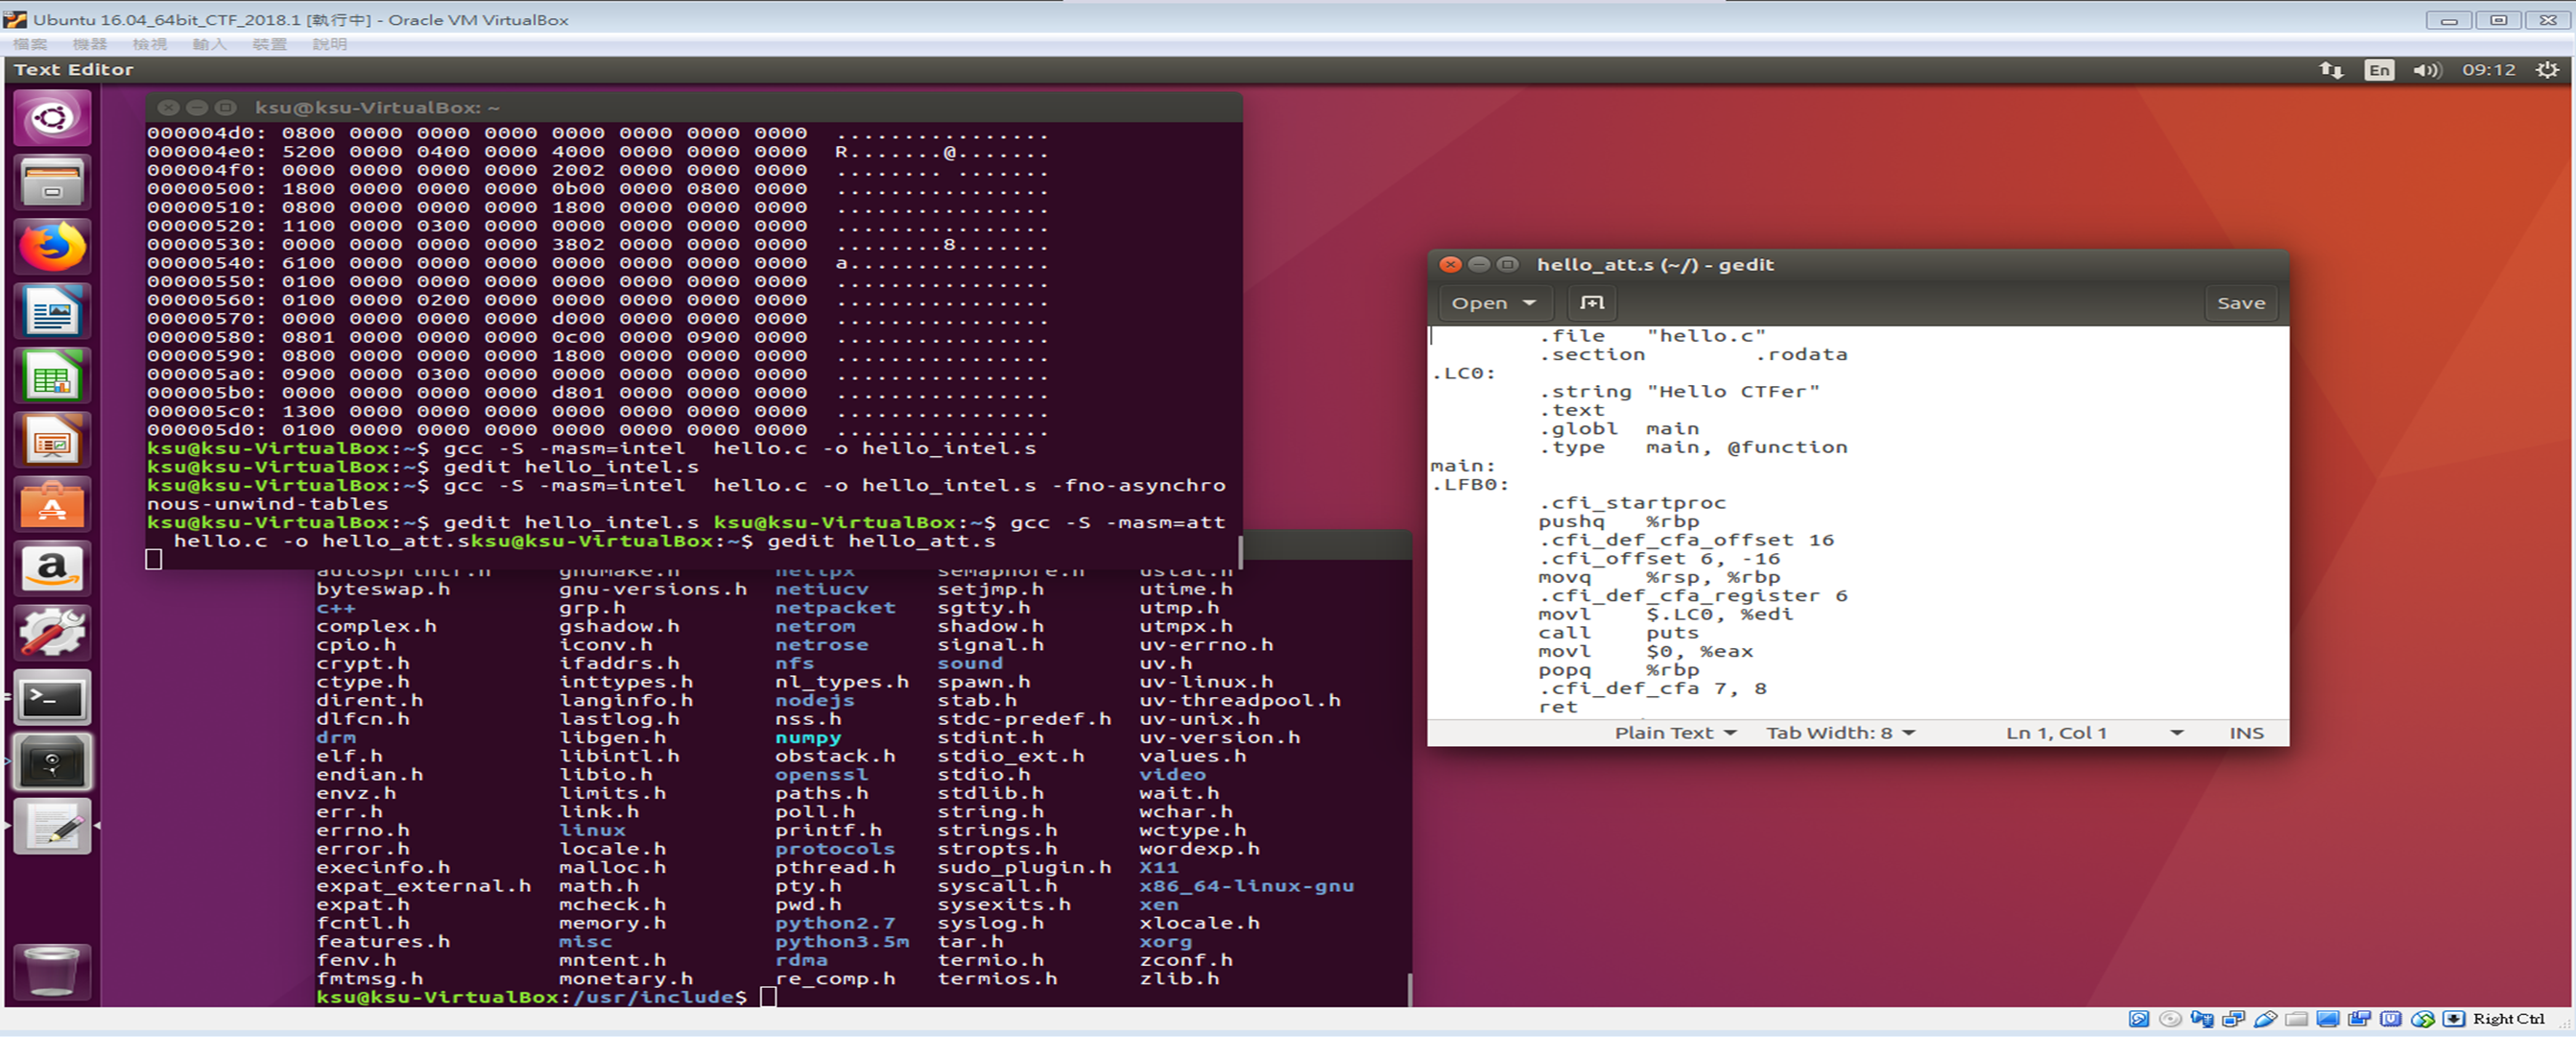 Ubuntu 16.04_64bit_CTF_2018.1 [執行中] - Oracle VM VirtualBox
檔案 機器 檢視 輸入 裝置 說明
Text Editor
En 09:12
ksu@ksu-VirtualBox: ~
000004d0: 0800 0000 0000 0000 0000 0000 0000 0000 ................
000004e0: 5200 0000 0400 0000 4000 0000 0000 0000 R.......@.......
000004f0: 0000 0000 0000 0000 2002 0000 0000 0000 ........ .......
00000500: 1800 0000 0000 0000 0b00 0000 0800 0000 ................
00000510: 0800 0000 0000 0000 1800 0000 0000 0000 ................
00000520: 1100 0000 0300 0000 0000 0000 0000 0000 ................
00000530: 0000 0000 0000 0000 3802 0000 0000 0000 ........8.......
00000540: 6100 0000 0000 0000 0000 0000 0000 0000 a...............
00000550: 0100 0000 0000 0000 0000 0000 0000 0000 ................
00000560: 0100 0000 0200 0000 0000 0000 0000 0000 ................
00000570: 0000 0000 0000 0000 d000 0000 0000 0000 ................
00000580: 0801 0000 0000 0000 0c00 0000 0900 0000 ................
00000590: 0800 0000 0000 0000 1800 0000 0000 0000 ................
000005a0: 0900 0000 0300 0000 0000 0000 0000 0000 ................
000005b0: 0000 0000 0000 0000 d801 0000 0000 0000 ................
000005c0: 1300 0000 0000 0000 0000 0000 0000 0000 ................
000005d0: 0100 0000 0000 0000 0000 0000 0000 0000 ................
ksu@ksu-VirtualBox:~$ gcc -S -masm=intel  hello.c -o hello_intel.s
ksu@ksu-VirtualBox:~$ gedit hello_intel.s
ksu@ksu-VirtualBox:~$ gcc -S -masm=intel  hello.c -o hello_intel.s -fno-asynchro
nous-unwind-tables
ksu@ksu-VirtualBox:~$ gedit hello_intel.s ksu@ksu-VirtualBox:~$ gcc -S -masm=att
hello.c -o hello_att.sksu@ksu-VirtualBox:~$ gedit hello_att.s
autosprintf.h gnumake.h netipx semaphore.h ustat.h
byteswap.h gnu-versions.h netiucv setjmp.h utime.h
c++ grp.h netpacket sgtty.h utmp.h
complex.h gshadow.h netrom shadow.h utmpx.h
cpio.h iconv.h netrose signal.h uv-errno.h
crypt.h ifaddrs.h nfs sound uv.h
ctype.h inttypes.h nl_types.h spawn.h uv-linux.h
dirent.h langinfo.h nodejs stab.h uv-threadpool.h
dlfcn.h lastlog.h nss.h stdc-predef.h uv-unix.h
drm libgen.h numpy stdint.h uv-version.h
elf.h libintl.h obstack.h stdio_ext.h values.h
endian.h libio.h openssl stdio.h video
envz.h limits.h paths.h stdlib.h wait.h
err.h link.h poll.h string.h wchar.h
errno.h linux printf.h strings.h wctype.h
error.h locale.h protocols stropts.h wordexp.h
execinfo.h malloc.h pthread.h sudo_plugin.h X11
expat_external.h math.h pty.h syscall.h x86_64-linux-gnu
expat.h mcheck.h pwd.h sysexits.h xen
fcntl.h memory.h python2.7 syslog.h xlocale.h
features.h misc python3.5m tar.h xorg
fenv.h mntent.h rdma termio.h zconf.h
fmtmsg.h monetary.h re_comp.h termios.h zlib.h
ksu@ksu-VirtualBox:/usr/include$
hello_att.s (~/) - gedit
Open Save
.file "hello.c"
.section .rodata
.LC0:
.string "Hello CTFer"
.text
.globl main
.type main, @function
main:
.LFB0:
.cfi_startproc
pushq %rbp
.cfi_def_cfa_offset 16
.cfi_offset 6, -16
movq %rsp, %rbp
.cfi_def_cfa_register 6
movl $.LC0, %edi
call puts
movl $0, %eax
popq %rbp
.cfi_def_cfa 7, 8
ret
Plain Text Tab Width: 8 Ln 1, Col 1 INS
Right Ctrl